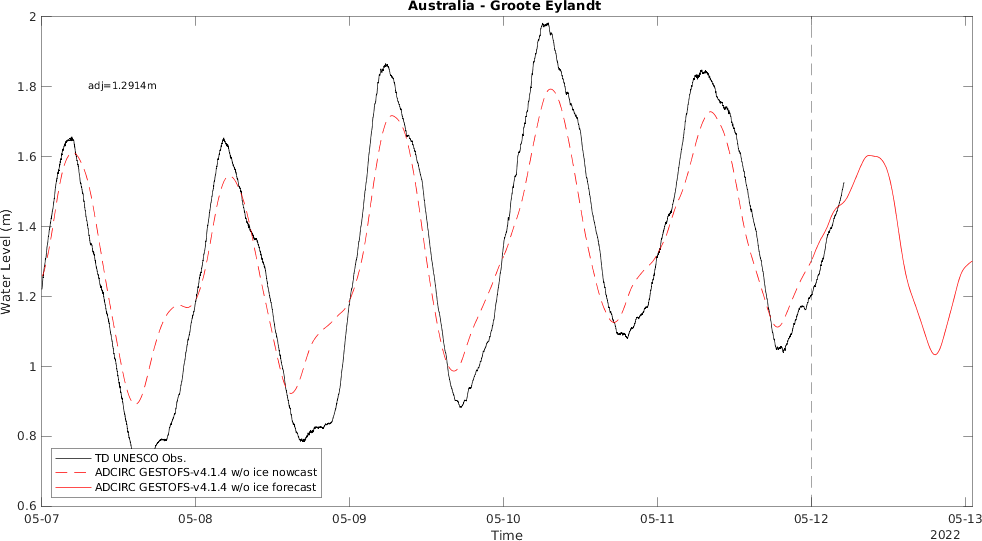 Australia - Groote Eylandt
2
1.8
1.6
1.4
1.2
1
0.8
0.6
Water Level (m)
adj=1.2914m
TD UNESCO Obs.
ADCIRC GESTOFS-v4.1.4 w/o ice nowcast
ADCIRC GESTOFS-v4.1.4 w/o ice forecast
05-07 05-08 05-09 05-10 05-11 05-12 05-13
Time
2022